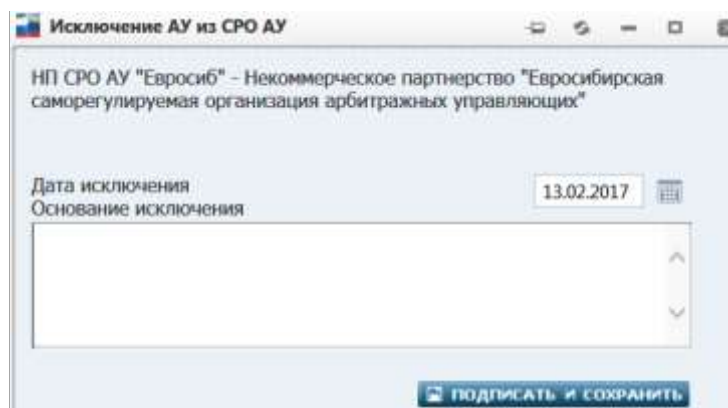 Исключение АУ из СРО АУ
НП СРО АУ "Евросиб" - Некоммерческое партнерство "Евросибирская
саморегулируемая организация арбитражных управляющих"
Дата исключения
13.02.2017
Основание исключения
ПОДПИСАТЬ И СОХРАНИТЬ